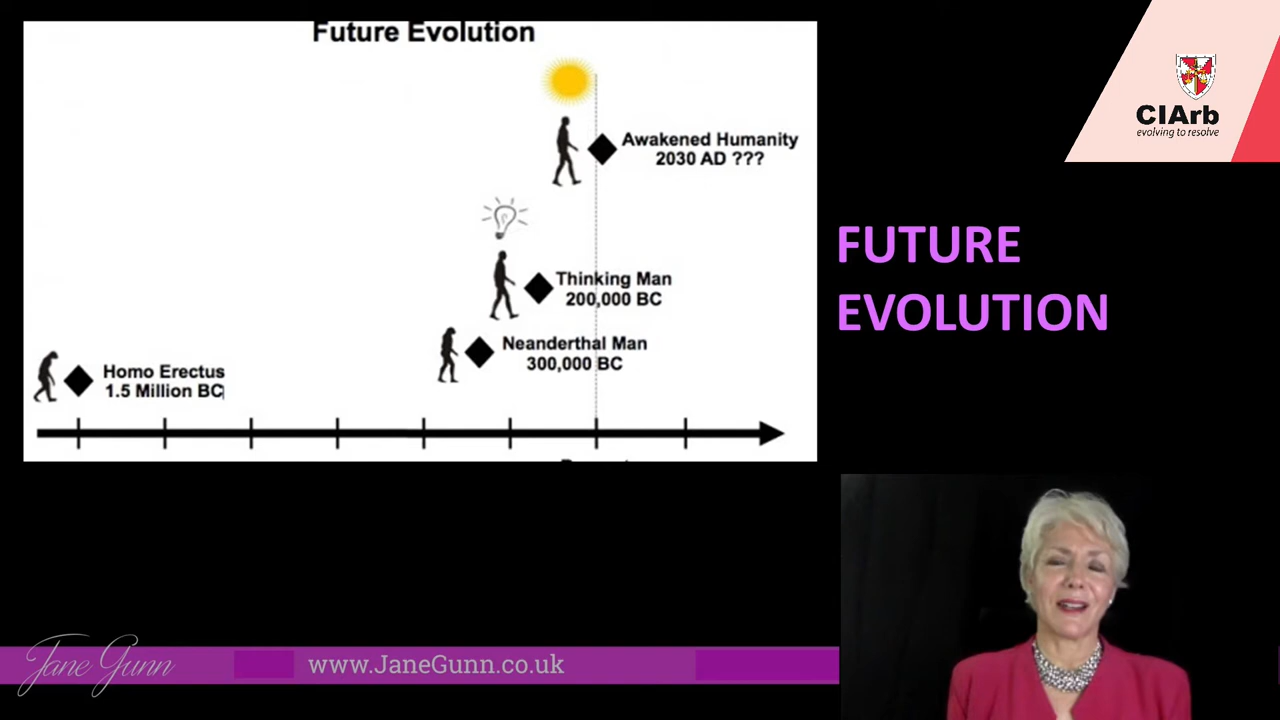 Future Evolution
Awakened Humanity
2030 AD ???
Thinking Man
200,000 BC
Neanderthal Man
300,000 BC
Homo Erectus
1.5 Million BC
CIArb
evolving to resolve
FUTURE
EVOLUTION
Jane Gunn
www.JaneGunn.co.uk